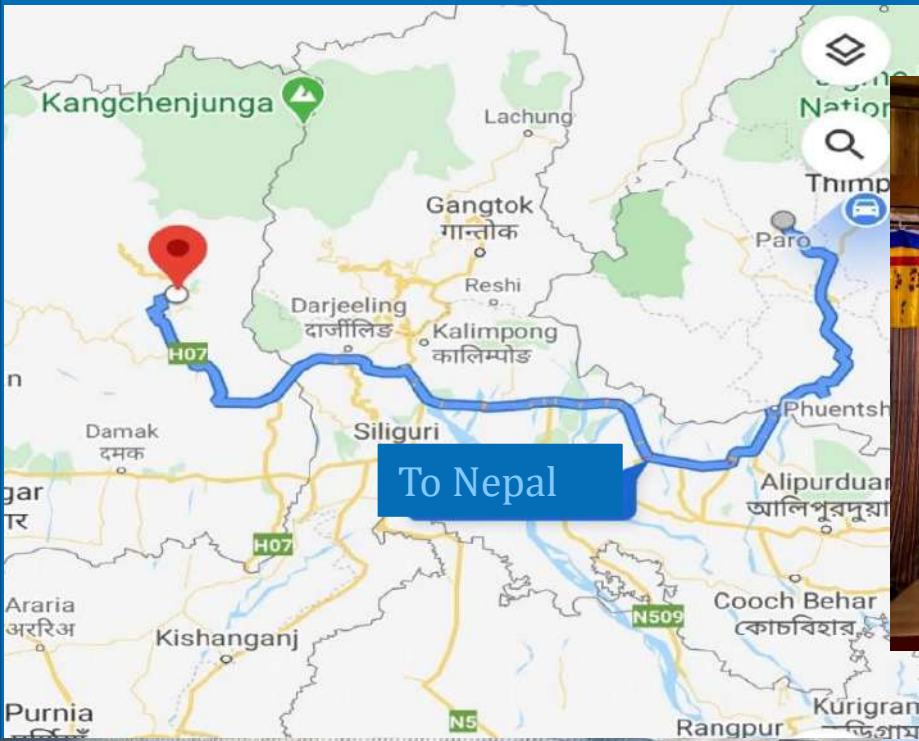 Kangchenjunga
Lachung
Nation
Thimp
Gangtok
गान्तोक
Paro
Reshi
Darjeeling
दार्जीलिङ
Kalimpong
कालिम्पोङ
H07
n
Phuentsh
Damak
दमक
Siliguri
To Nepal
gar
ार
Alipurduar
আলিপুরদুয়া
H07
Araria
अररिअ
Kishanganj
N509
Cooch Behar
কোচবিহার
Purnia
N5
Rangpur
Kurigran